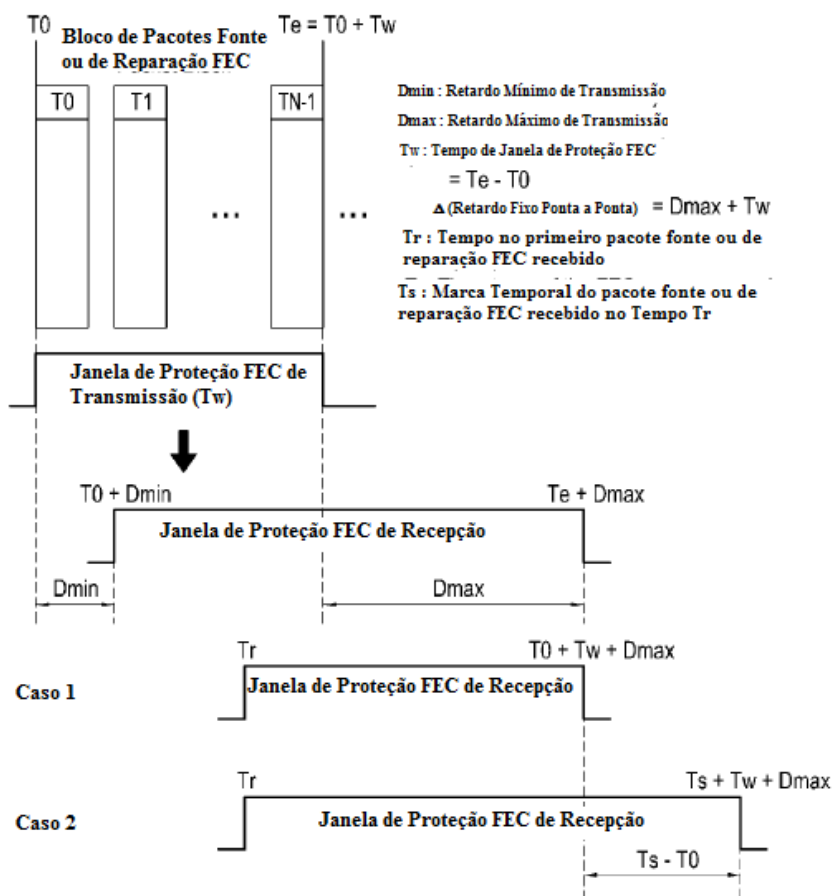 T0
Te = T0 + Tw
Bloco de Pacotes Fonte
ou de Reparação FEC
T0
T1
TN-1
...
...
Dmin : Retardo Mínimo de Transmissão
Dmax : Retardo Máximo de Transmissão
Tw : Tempo de Janela de Proteção FEC
= Te - T0
Δ (Retardo Fixo Ponta a Ponta) = Dmax + Tw
Tr : Tempo no primeiro pacote fonte ou de
reparação FEC recebido
Ts : Marca Temporal do pacote fonte ou de
reparação FEC recebido no Tempo Tr
Janela de Proteção FEC de
Transmissão (Tw)
T0 + Dmin
Te + Dmax
Janela de Proteção FEC de Recepção
Dmin
Dmax
Tr
T0 + Tw + Dmax
Caso 1
Janela de Proteção FEC de Recepção
Tr
Ts + Tw + Dmax
Caso 2
Janela de Proteção FEC de Recepção
Ts - T0